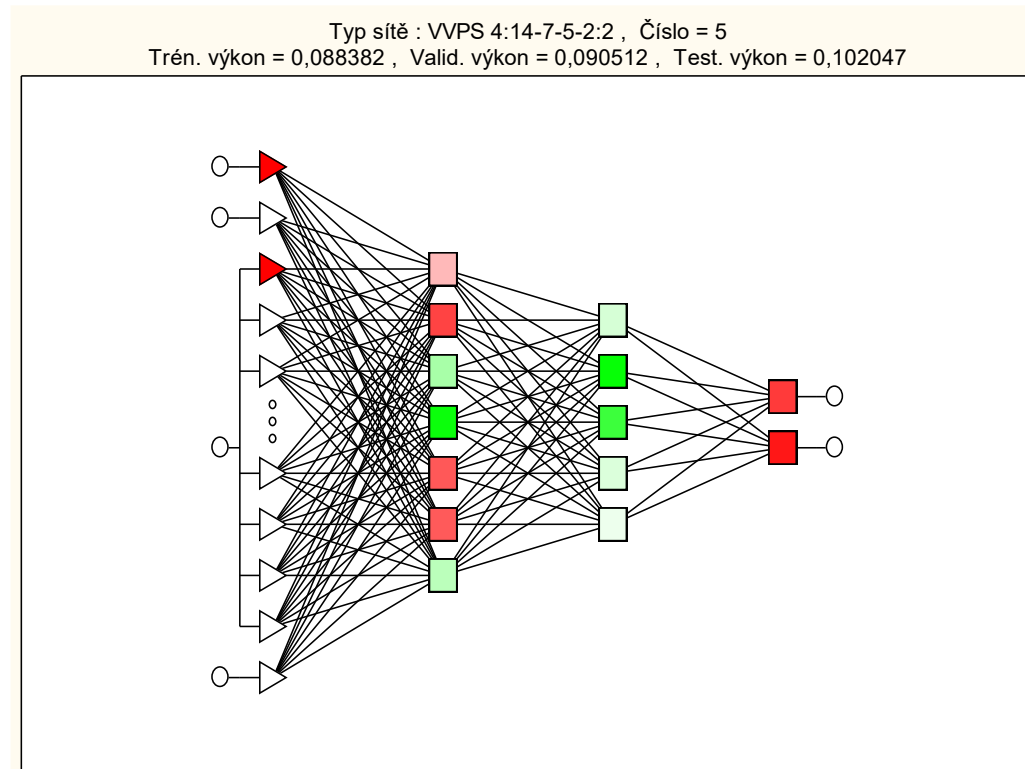 Typ sítě : VVPS 4:14-7-5-2:2 , Číslo = 5
Trén. výkon = 0,088382 , Valid. výkon = 0,090512 , Test. výkon = 0,102047